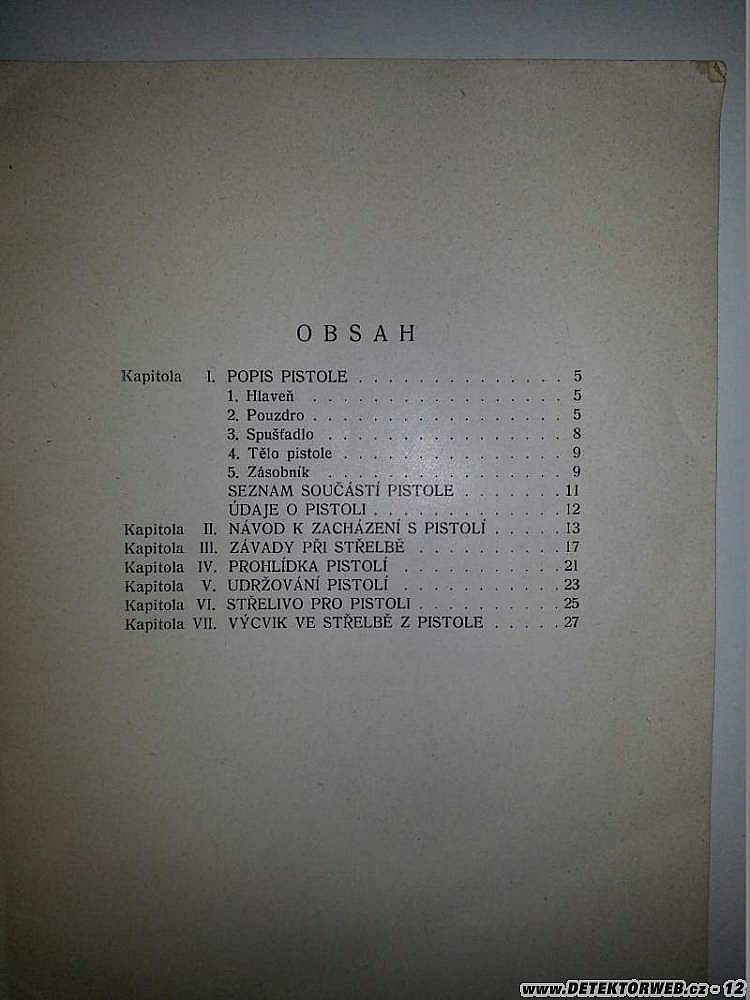 OBSAH
Kapitola I. POPIS PISTOLE . . . . . . . . . . . . . . 5
1. Hlaveň . . . . . . . . . . . . . . . . . 5
2. Pouzdro . . . . . . . . . . . . . . . . . 5
3. Spušťadlo . . . . . . . . . . . . . . . . 8
4. Tělo pistole . . . . . . . . . . . . . . . 9
5. Zásobník . . . . . . . . . . . . . . . . 9
SEZNAM SOUČÁSTÍ PISTOLE . . . . . . . 11
ÚDAJE O PISTOLI . . . . . . . . . . . . . 12
Kapitola II. NÁVOD K ZACHÁZENÍ S PISTOLÍ . . . . . 13
Kapitola III. ZÁVADY PŘI STŘELBĚ . . . . . . . . . . 17
Kapitola IV. PROHLÍDKA PISTOLÍ . . . . . . . . . . . 21
Kapitola V. UDRŽOVÁNÍ PISTOLÍ . . . . . . . . . . . 23
Kapitola VI. STŘELIVO PRO PISTOLI . . . . . . . . . . 25
Kapitola VII. VÝCVIK VE STŘELBĚ Z PISTOLE . . . . . 27
www.DETEKTORWEB.cz - 12